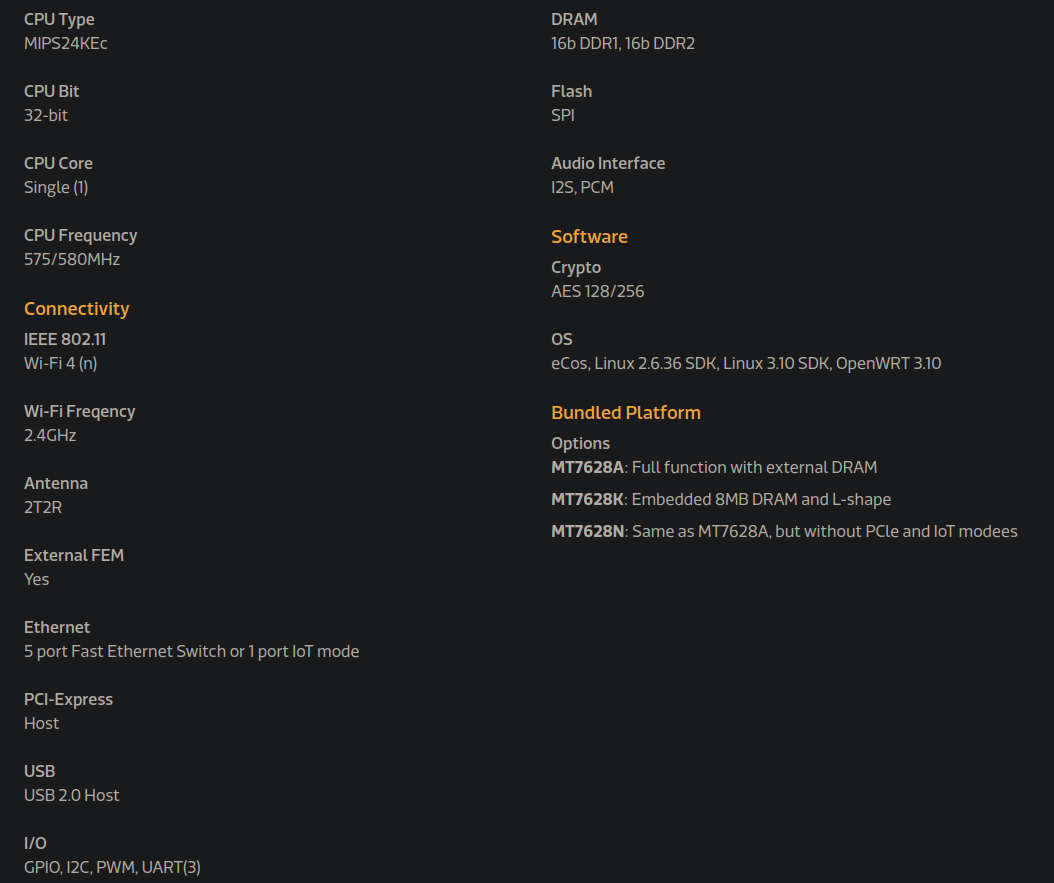 CPU Type
MIPS24KEc
CPU Bit
32-bit
CPU Core
Single (1)
CPU Frequency
575/580MHz
Connectivity
IEEE 802.11
Wi-Fi 4 (n)
Wi-Fi Freqency
2.4GHz
Antenna
2T2R
External FEM
Yes
Ethernet
5 port Fast Ethernet Switch or 1 port IoT mode
PCI-Express
Host
USB
USB 2.0 Host
I/O
GPIO, I2C, PWM, UART(3)
DRAM
16b DDR1, 16b DDR2
Flash
SPI
Audio Interface
I2S, PCM
Software
Crypto
AES 128/256
OS
eCos, Linux 2.6.36 SDK, Linux 3.10 SDK, OpenWRT 3.10
Bundled Platform
Options
MT7628A: Full function with external DRAM
MT7628K: Embedded 8MB DRAM and L-shape
MT7628N: Same as MT7628A, but without PCle and IoT modees